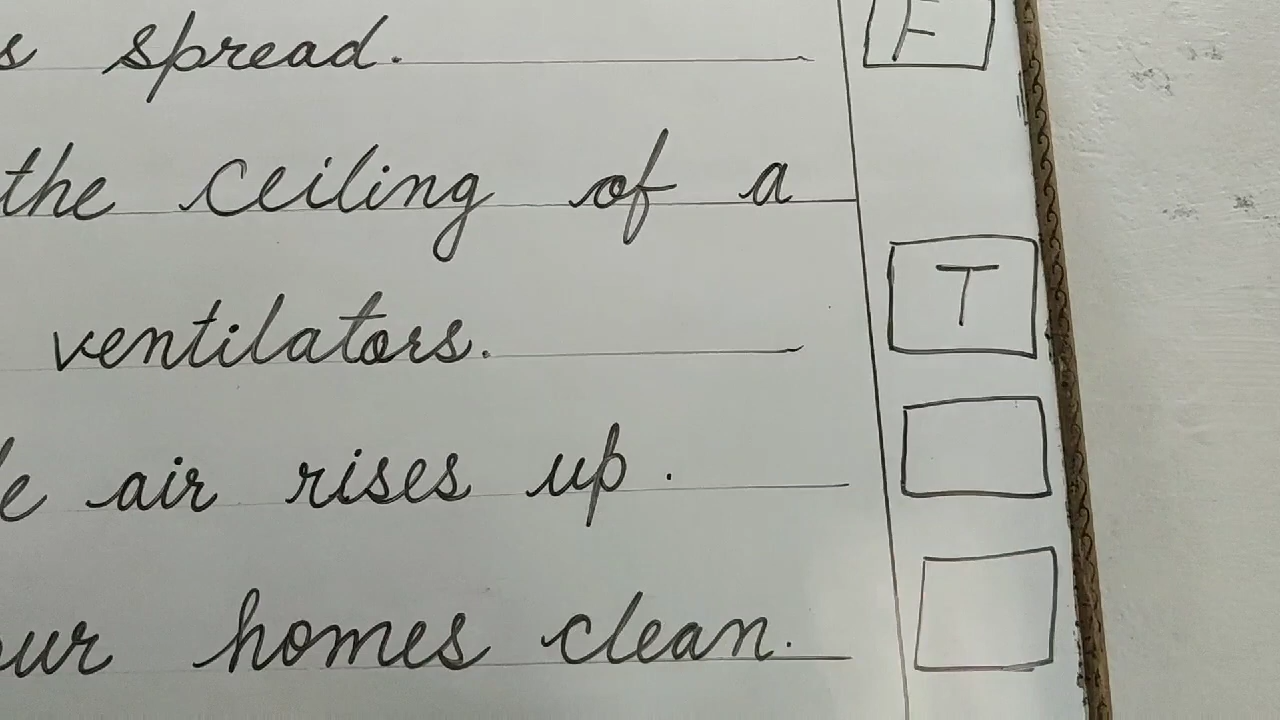 spread.
F
the ceiling of a
T
ventilators.
air rises up.
homes clean.